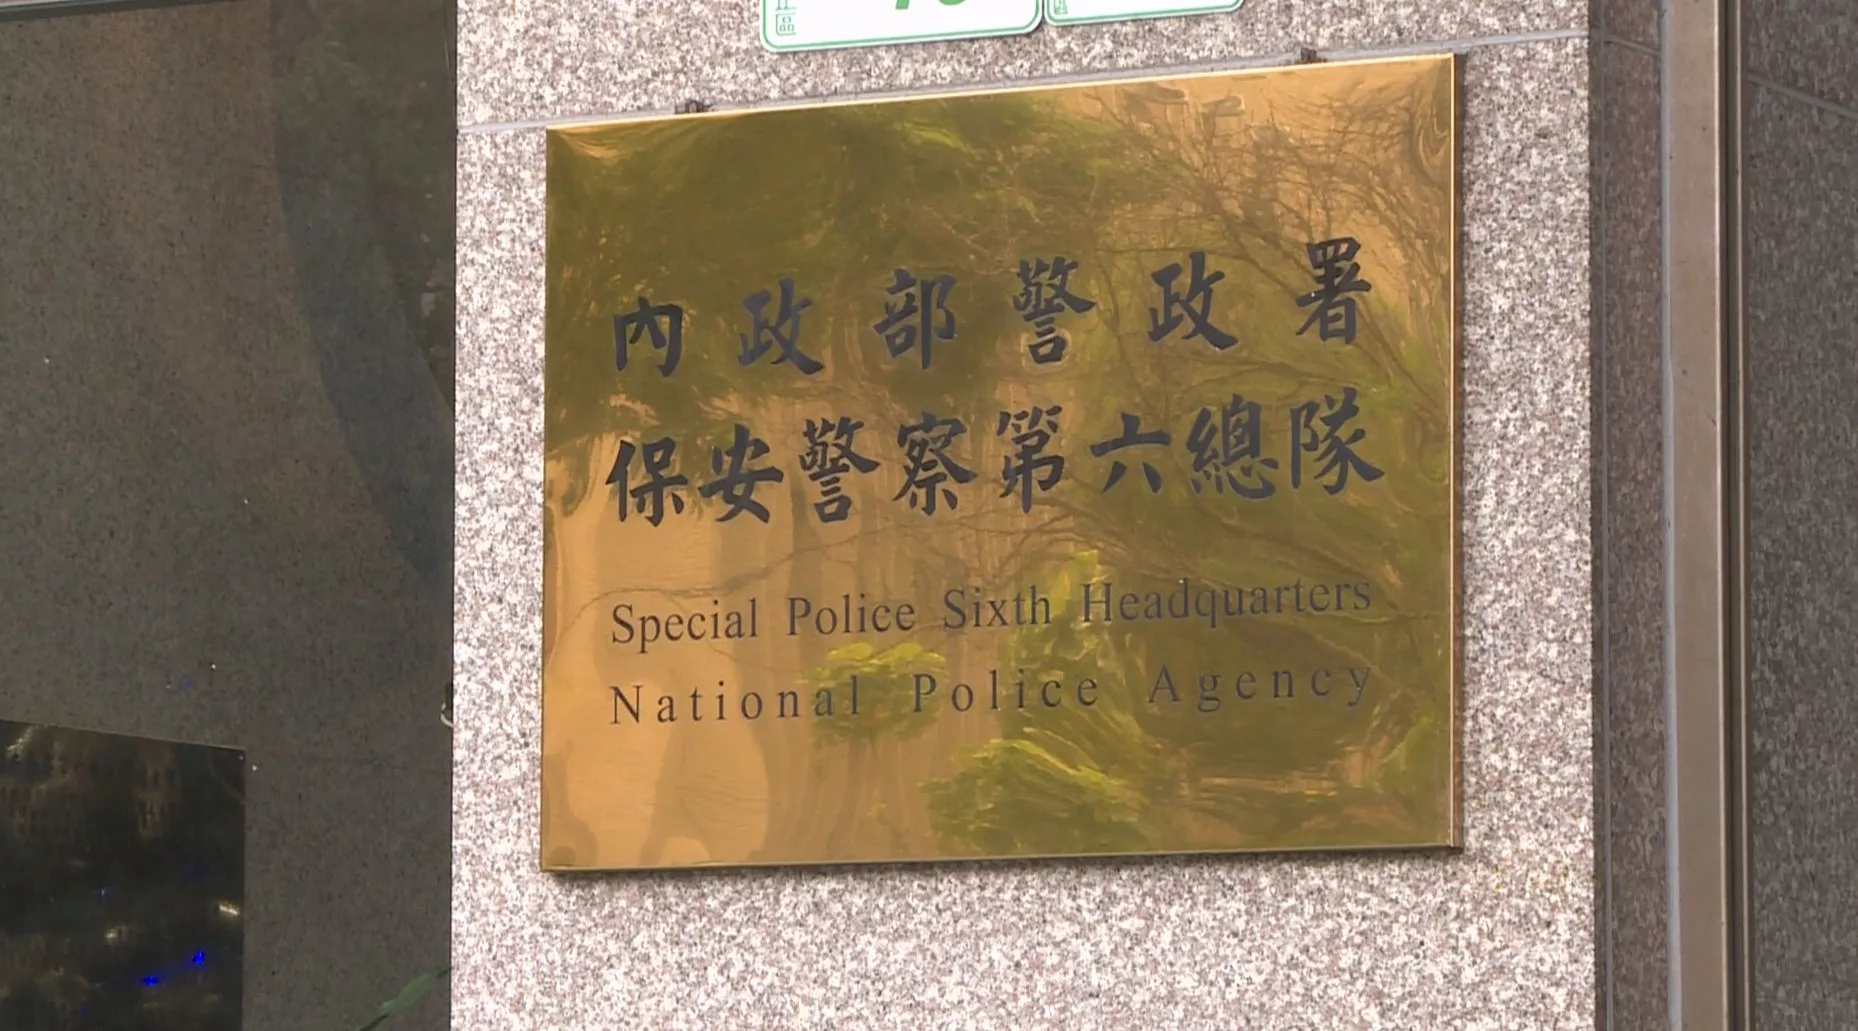 內政部警政署
保安警察第六總隊
Special Police Sixth Headquarters
National Police Agency